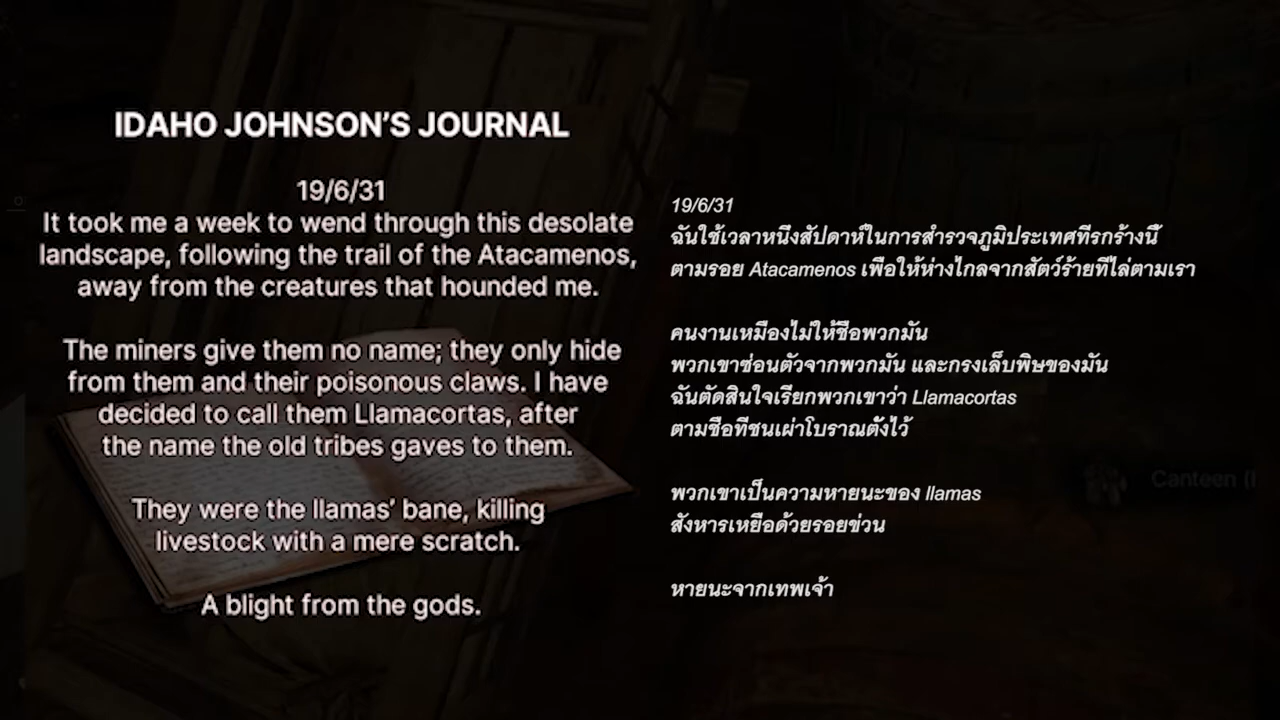 IDAHO JOHNSON'S JOURNAL
19/6/31
It took me a week to wend through this desolate
landscape, following the trail of the Atacamenos,
away from the creatures that hounded me.
The miners give them no name; they only hide
from them and their poisonous claws. I have
decided to call them Llamacortas, after
the name the old tribes gaves to them.
They were the llamas' bane, killing
livestock with a mere scratch.
A blight from the gods.
19/6/31
ฉันใช้เวลาหนึ่งสัปดาห์ในการสำรวจภูมิประเทศที่รกร้างนี้
ตามรอย Atacamenos เพื่อให้ห่างไกลจากสัตว์ร้ายที่ไล่ตามเรา
คนงานเหมืองไม่ให้ชื่อพวกมัน
พวกเขาซ่อนตัวจากพวกมัน และกรงเล็บพิษของมัน
ฉันตัดสินใจเรียกพวกเขาว่า Llamacortas
ตามชื่อที่ชนเผ่าโบราณตั้งไว้
พวกเขาเป็นความหายนะของ llamas
สังหารเหยือด้วยรอยข่วน
หายนะจากเทพเจ้า
Canteen (